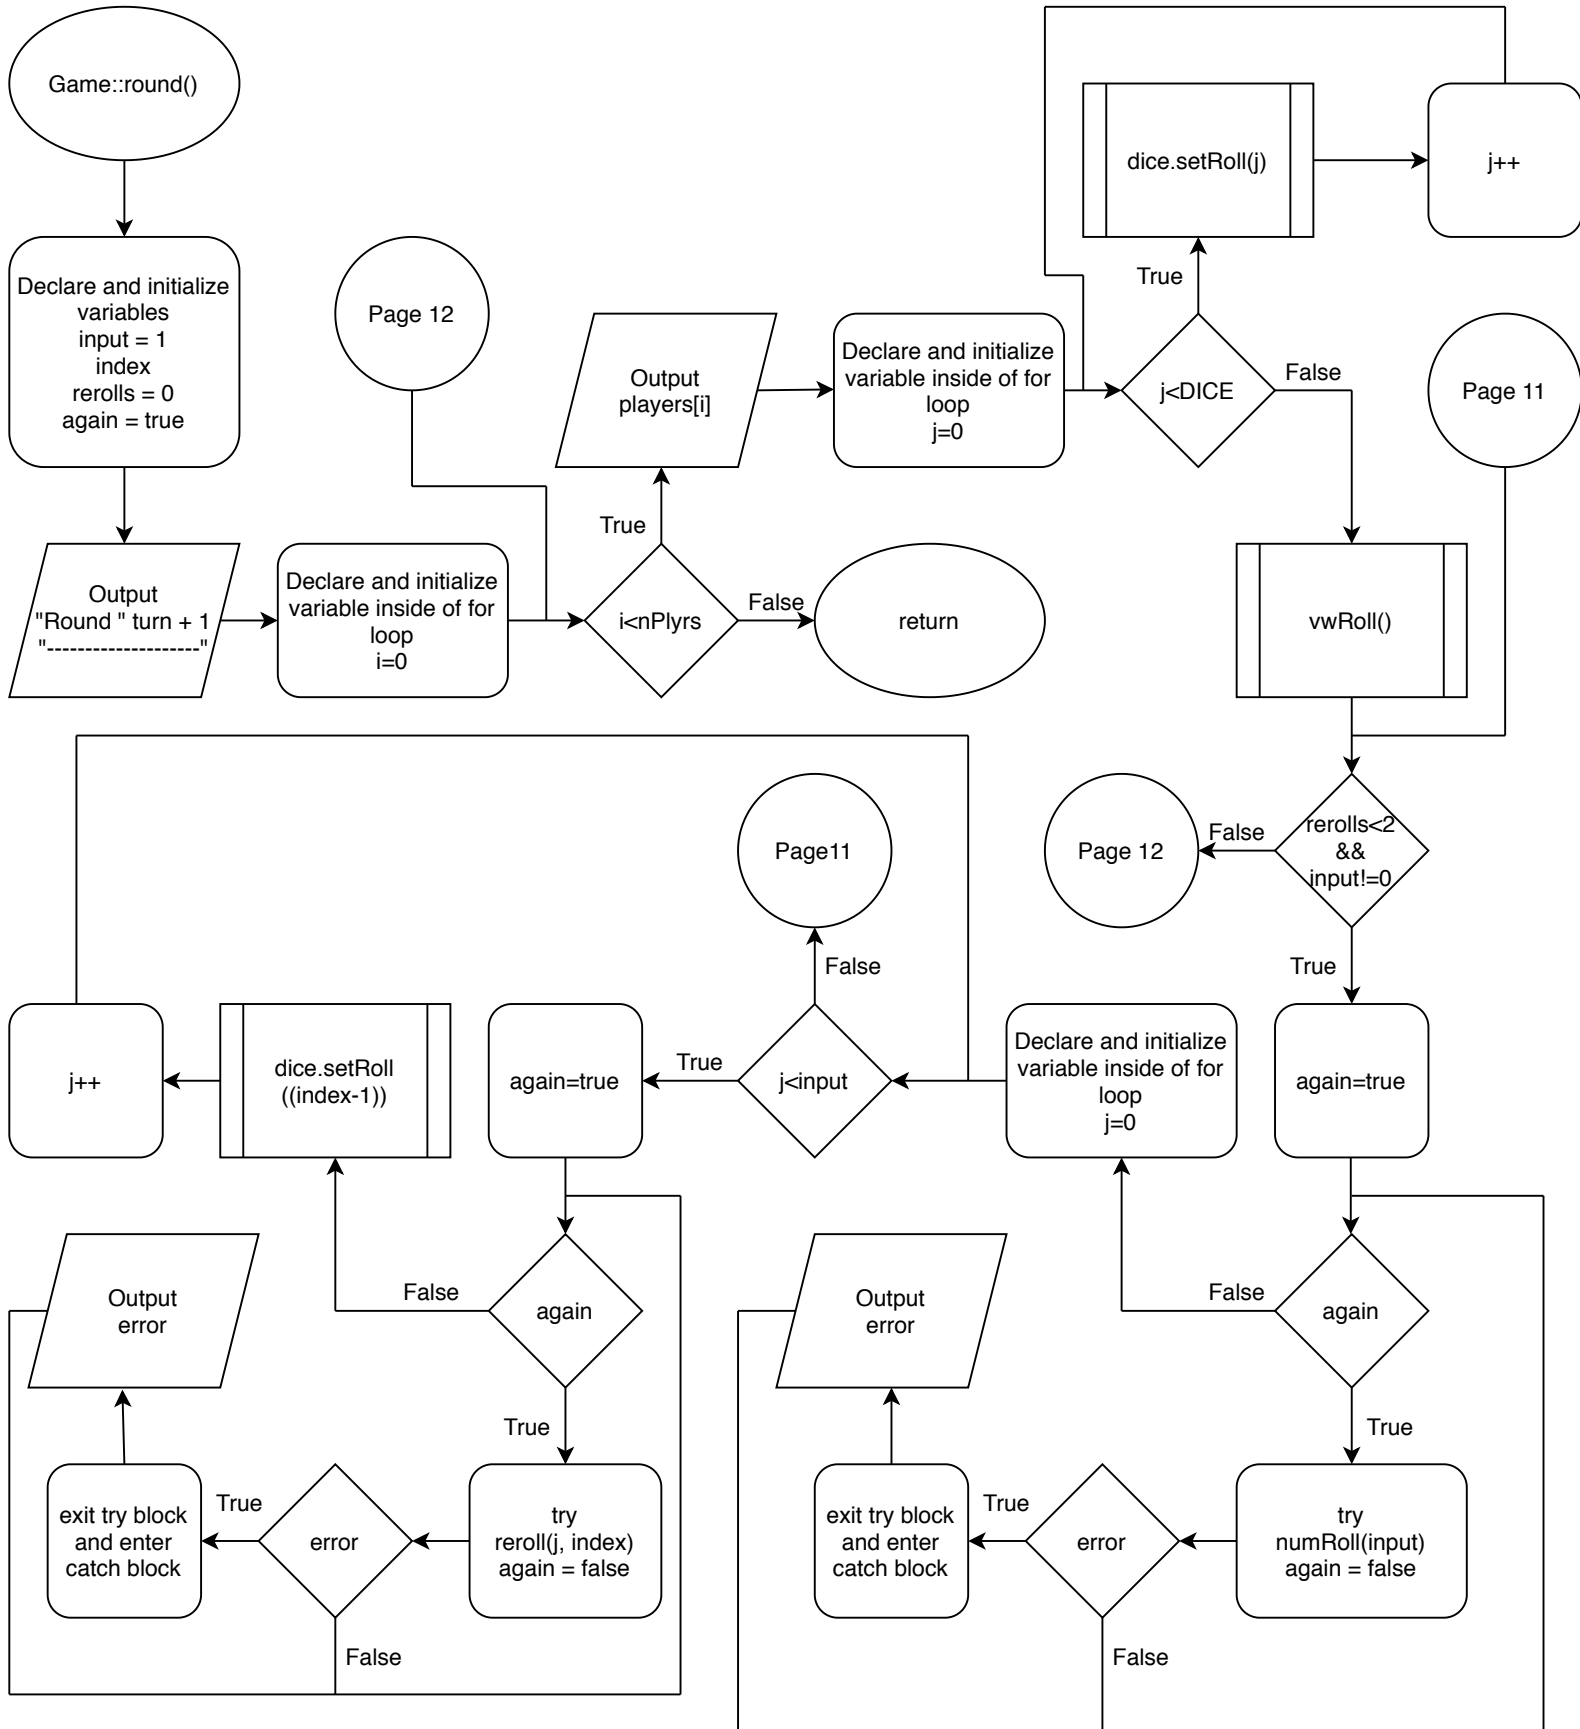 Game::round()
Declare and initialize
variables
input = 1
index
rerolls = 0
again = true
Output
"Round " turn + 1
"--------------------"
Declare and initialize
variable inside of for
loop
i=0
Page 12
i<nPlyrs
True
False
return
Output
players[i]
Declare and initialize
variable inside of for
loop
j=0
j<DICE
True
dice.setRoll(j)
j++
False
Page 11
vwRoll()
rerolls<2
&&
input!=0
False
Page 12
True
again=true
again
False
True
try
numRoll(input)
again = false
error
True
False
exit try block
and enter
catch block
Output
error
Declare and initialize
variable inside of for
loop
j=0
j<input
False
Page11
True
again=true
again
False
True
try
reroll(j, index)
again = false
error
True
False
exit try block
and enter
catch block
Output
error
dice.setRoll
((index-1))
j++